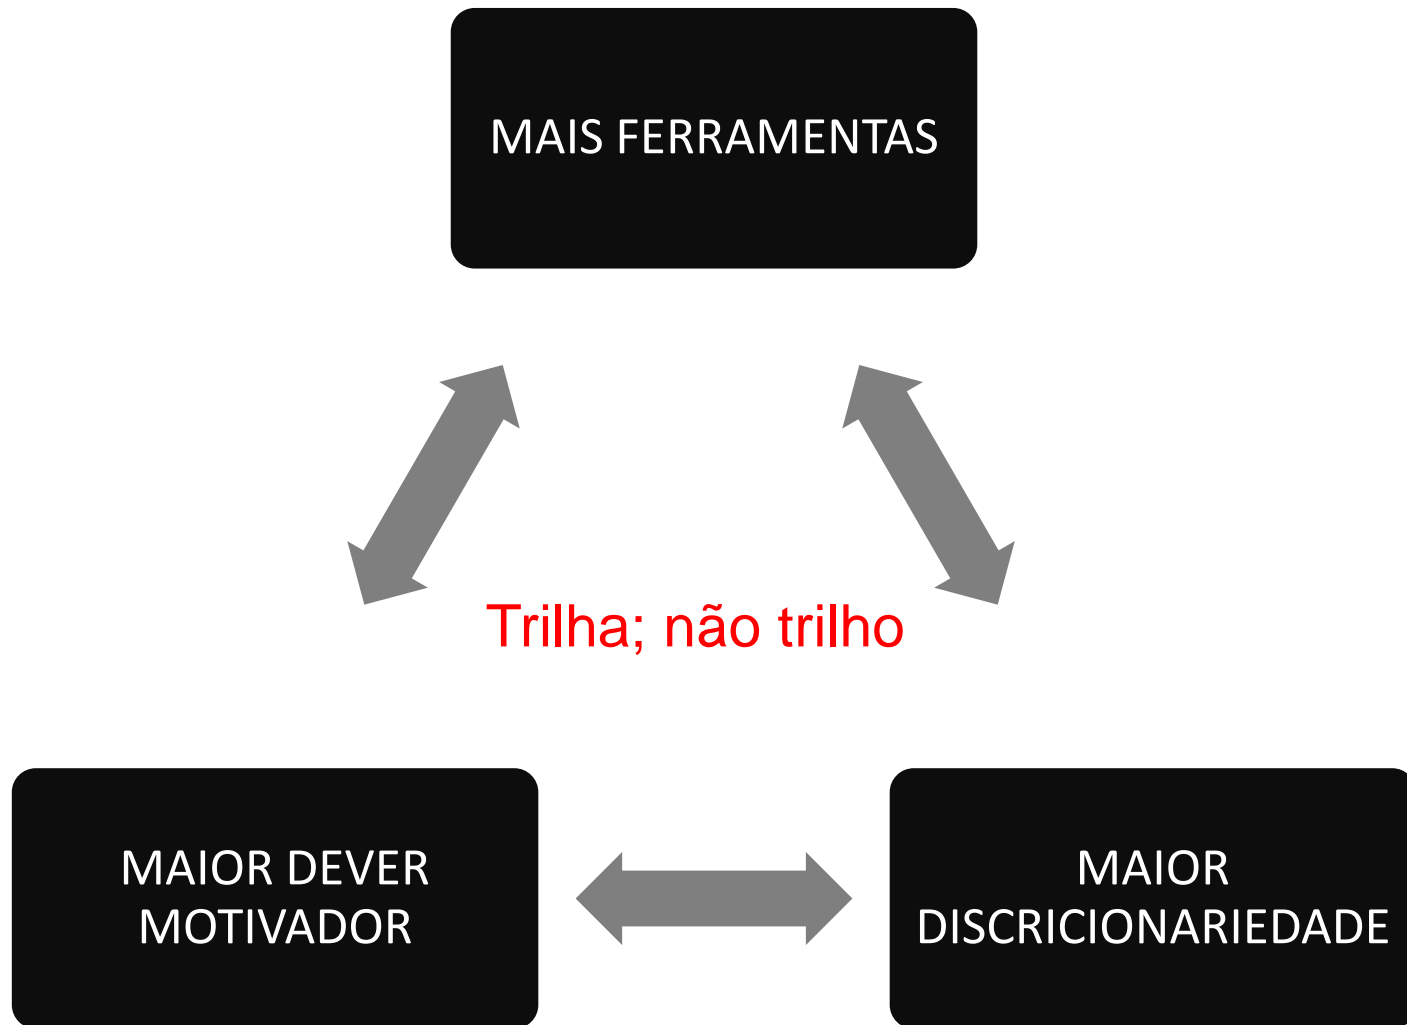 MAIS FERRAMENTAS
Trilha; não trilho
MAIOR DEVER
MOTIVADOR
MAIOR
DISCRICIONARIEDADE